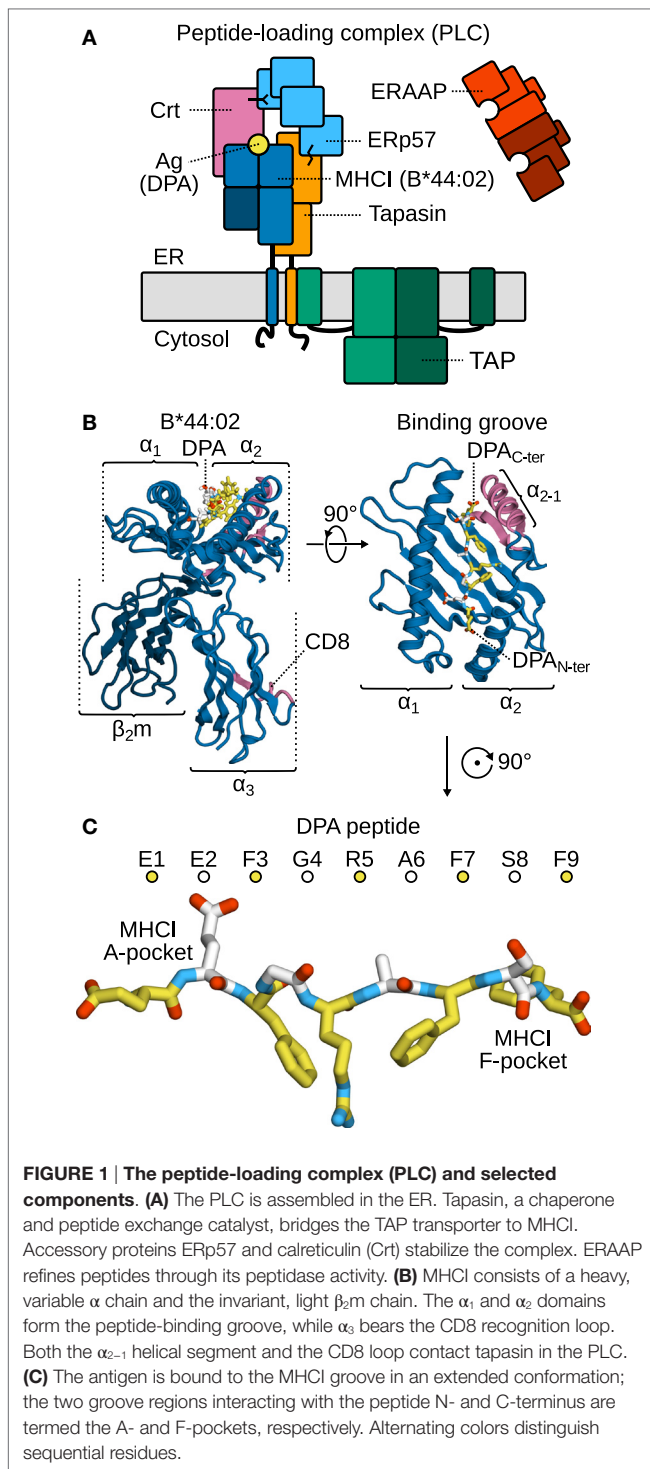 A
Peptide-loading complex (PLC)
ERAAP
Crt
ERp57
Ag
(DPA)
MHCI (B*44:02)
Tapasin
ER
Cytosol
TAP
B
B*44:02
Binding groove
α1 DPA α2
DPAC-ter
α2-1
90°
CD8
DPAN-ter
β2m
α1 α2
α3
90°
C
DPA peptide
E1 E2 F3 G4 R5 A6 F7 S8 F9
MHCI
A-pocket
MHCI
F-pocket
FIGURE 1 | The peptide-loading complex (PLC) and selected
components. (A) The PLC is assembled in the ER. Tapasin, a chaperone
and peptide exchange catalyst, bridges the TAP transporter to MHCI.
Accessory proteins ERp57 and calreticulin (Crt) stabilize the complex. ERAAP
refines peptides through its peptidase activity. (B) MHCI consists of a heavy,
variable α chain and the invariant, light β2m chain. The α1 and α2 domains
form the peptide-binding groove, while α3 bears the CD8 recognition loop.
Both the α2–1 helical segment and the CD8 loop contact tapasin in the PLC.
(C) The antigen is bound to the MHCI groove in an extended conformation;
the two groove regions interacting with the peptide N- and C-terminus are
termed the A- and F-pockets, respectively. Alternating colors distinguish
sequential residues.